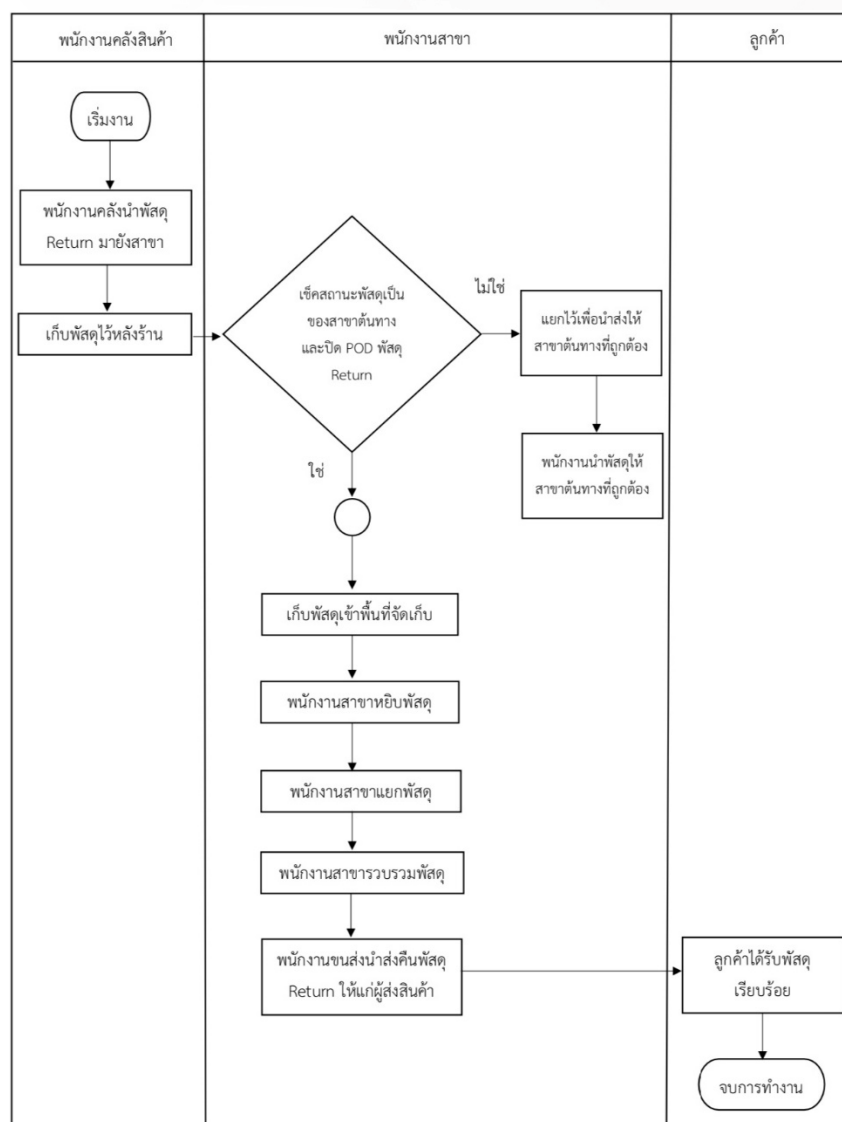 พนักงานคลังสินค้า
พนักงานสาขา
ลูกค้า
เริ่มงาน
พนักงานคลังนำพัสดุ
Return มายังสาขา
เก็บพัสดุไว้หลังร้าน
เช็คสถานะพัสดุเป็น
ของสาขาต้นทาง
และปิด POD พัสดุ
Return
ไม่ใช่
แยกไว้เพื่อนำส่งให้
สาขาต้นทางที่ถูกต้อง
พนักงานนำพัสดุให้
สาขาต้นทางที่ถูกต้อง
ใช่
เก็บพัสดุเข้าพื้นที่จัดเก็บ
พนักงานสาขาหยิบพัสดุ
พนักงานสาขาแยกพัสดุ
พนักงานสาขารวบรวมพัสดุ
พนักงานขนส่งนำส่งคืนพัสดุ
Return ให้แก่ผู้ส่งสินค้า
ลูกค้าได้รับพัสดุ
เรียบร้อย
จบการทำงาน